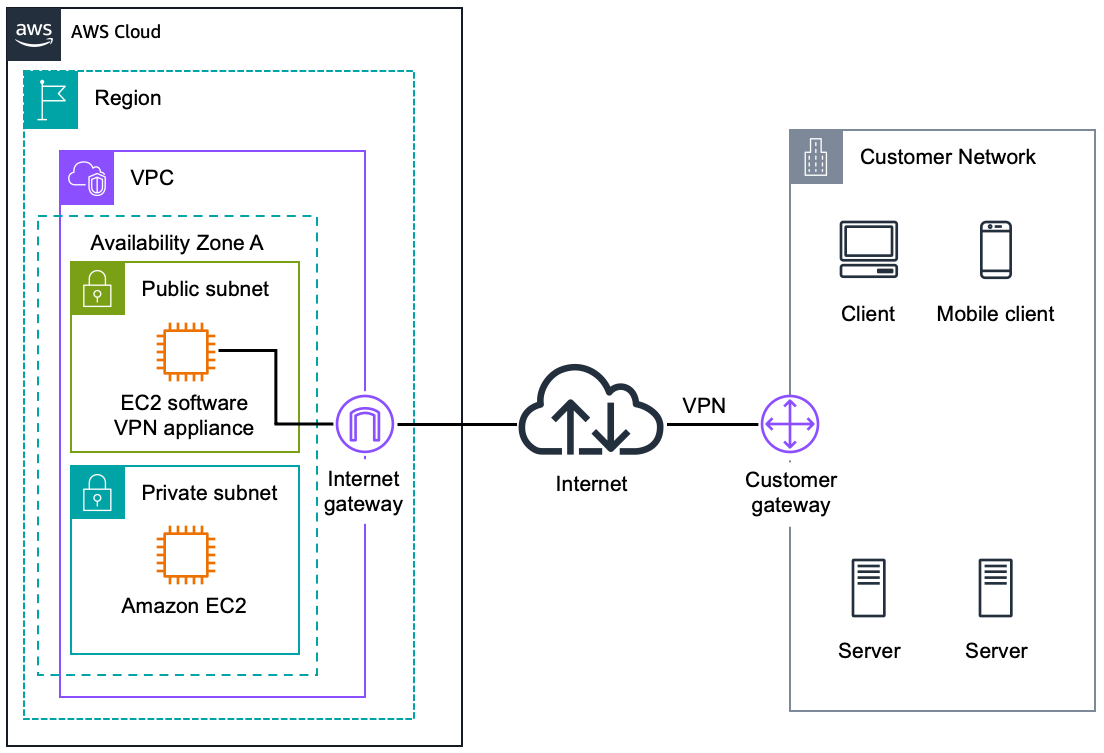 aws
AWS Cloud
Region
VPC
Availability Zone A
Public subnet
EC2 software
VPN appliance
Private subnet
Amazon EC2
Internet
gateway
Internet
VPN
Customer
gateway
Customer Network
Client
Mobile client
Server
Server